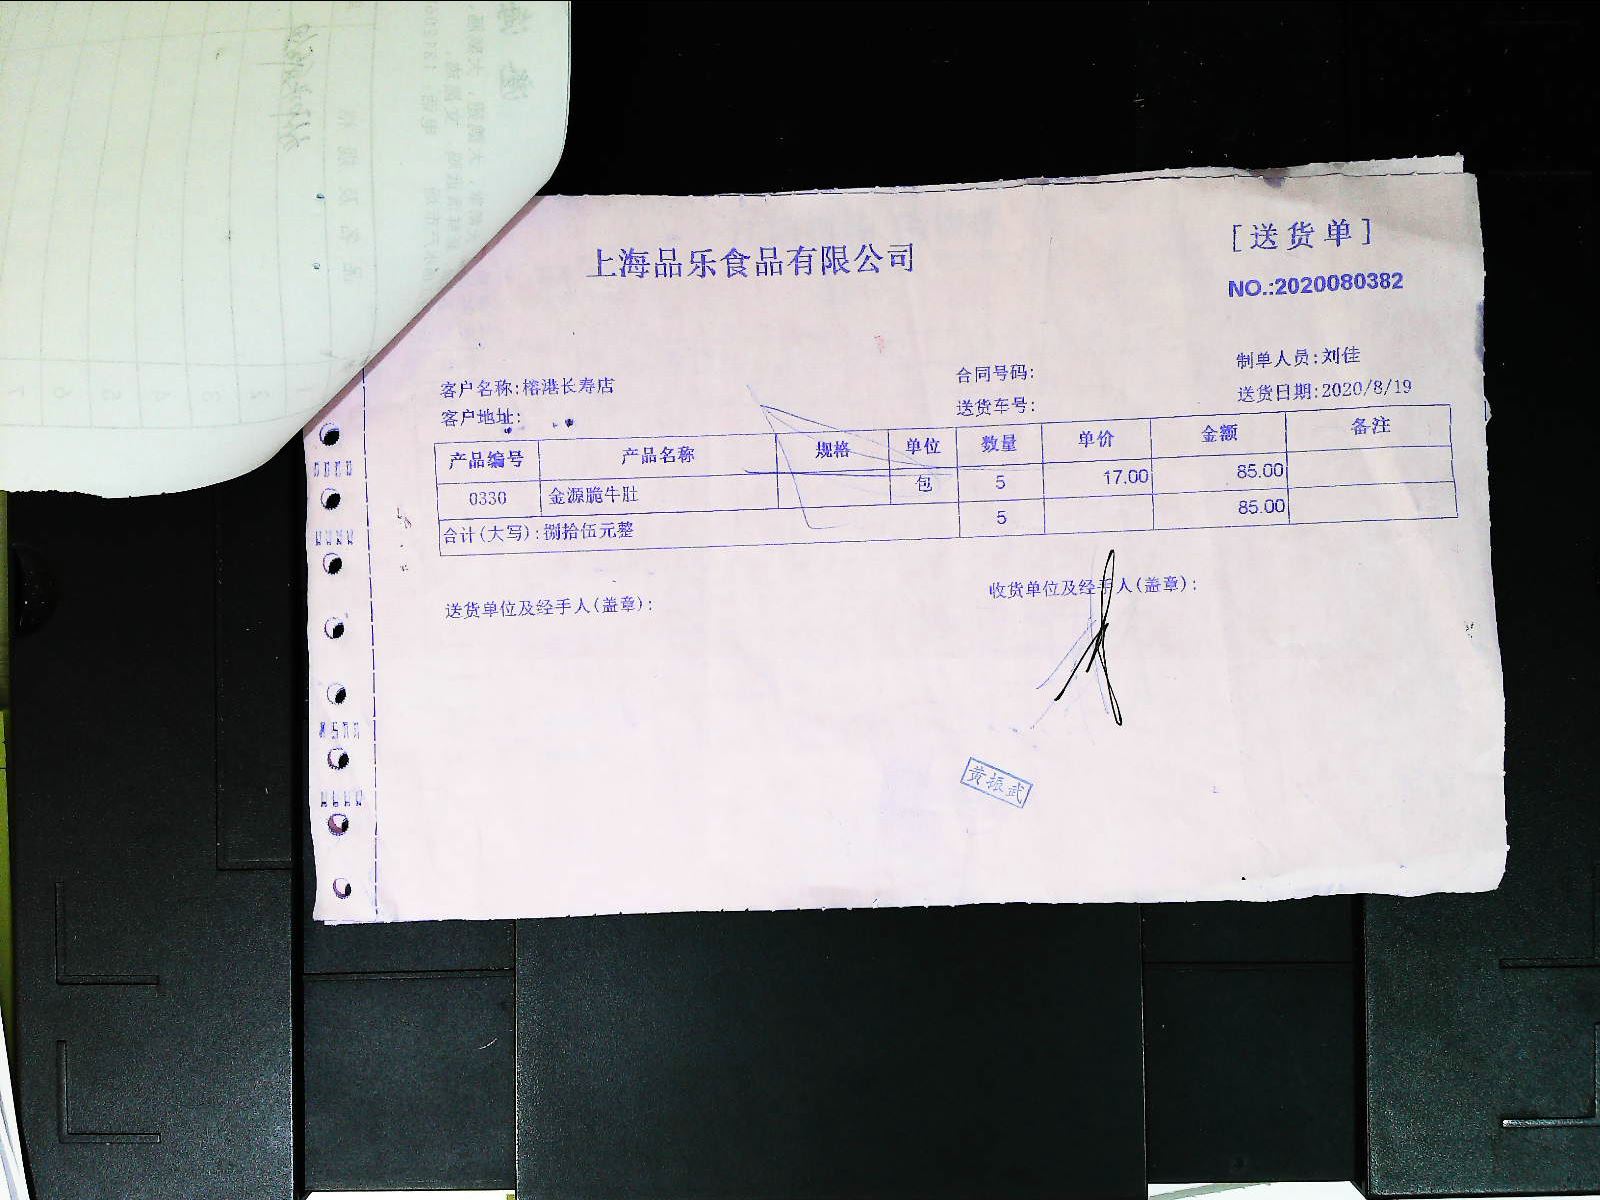 上海品乐食品有限公司
[送货单]
NO.:2020080382
制单人员:刘佳
客户名称:榕港长寿店
合同号码:
送货日期:2020/8/19
客户地址:
送货车号:
产品编号 产品名称 规格 单位 数量 单价 金额 备注
0330 金源脆牛肚 包 5 17.00 85.00
合计(大写):捌拾伍元整 5 85.00
送货单位及经手人(盖章):
收货单位及经手人(盖章):
黄振武